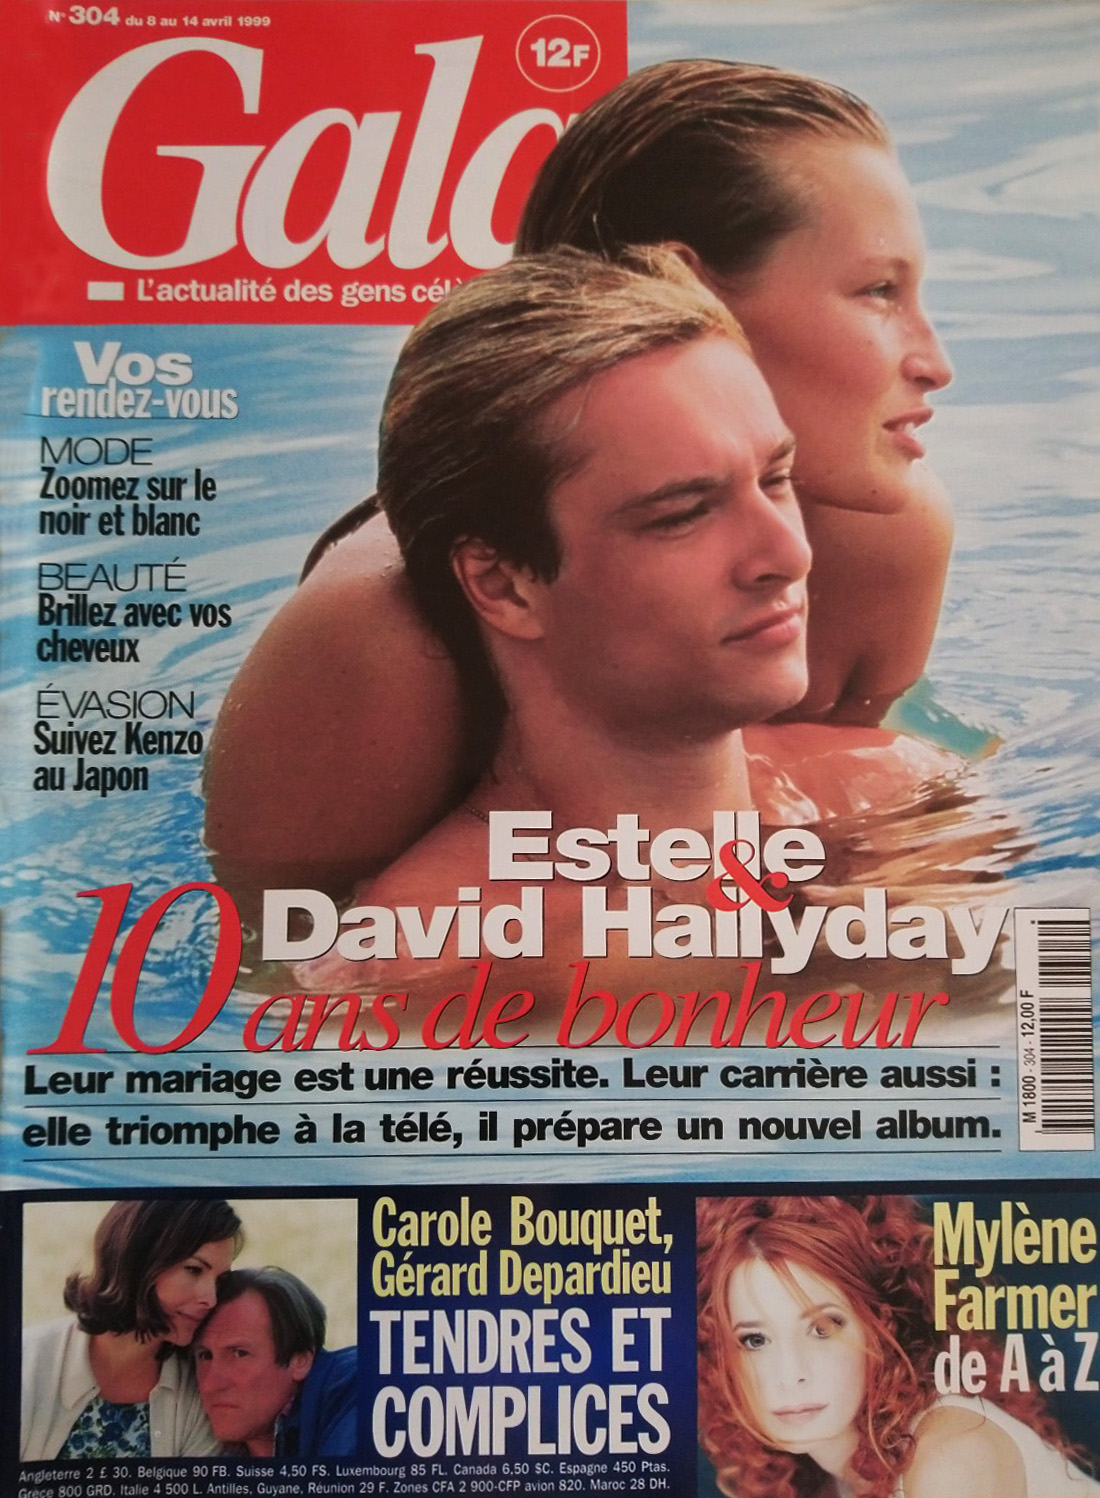 N° 304 du 8 au 14 avril 1999
12F
Gala
L'actualité des gens cél
Vos
rendez-vous
MODE
Zoomez sur le
noir et blanc
BEAUTÉ
Brillez avec vos
cheveux
ÉVASION
Suivez Kenzo
au Japon
Estelle
&
David Hallyday
10 ans de bonheur
Leur mariage est une réussite. Leur carrière aussi :
elle triomphe à la télé, il prépare un nouvel album.
M 1800 - 304 - 12,00 F
Carole Bouquet,
Gérard Depardieu
TENDRES ET
COMPLICES
Mylène
Farmer
de A à Z
Angleterre 2 £ 30. Belgique 90 FB. Suisse 4,50 FS. Luxembourg 85 FL. Canada 6,50 $C. Espagne 450 Ptas.
Grèce 800 GRD. Italie 4 500 L. Antilles, Guyane, Réunion 29 F. Zones CFA 2 900-CFP avion 820. Maroc 28 DH.